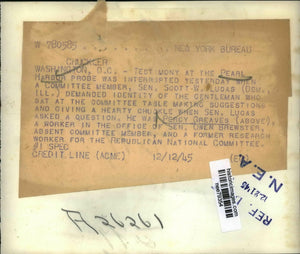 W 780585
NEW YORK BUREAU
CHUCKLER
WASHINGTON, D.C. - TEST MONY AT THE PEARL
HARBOR PROBE WAS INTERRUPTED YESTERDAY WHEN
A COMMITTEE MEMBER, SEN. SCOTT W. LUCAS (DEM.
ILL.) DEMANDED IDENTITY OF THE GENTLEMAN WHO
SAT AT THE COMMITTEE TABLE MAKING SUGGESTIONS
AND GIVING A HEARTY CHUCKLE WHEN SEN. LUCAS
ASKED A QUESTION. HE WAS PERCY GREAVES (ABOVE),
A WORKER IN THE OFFICE OF SEN. OWEN BREWSTER,
ABSENT COMMITTEE MEMBER, AND A FORMER RESEARCH
WORKER FOR THE REPUBLICAN NATIONAL COMMITTEE.
SPEC
CREDIT LINE (ACME) 12/12/45
A26261
REF.
N.E.A.